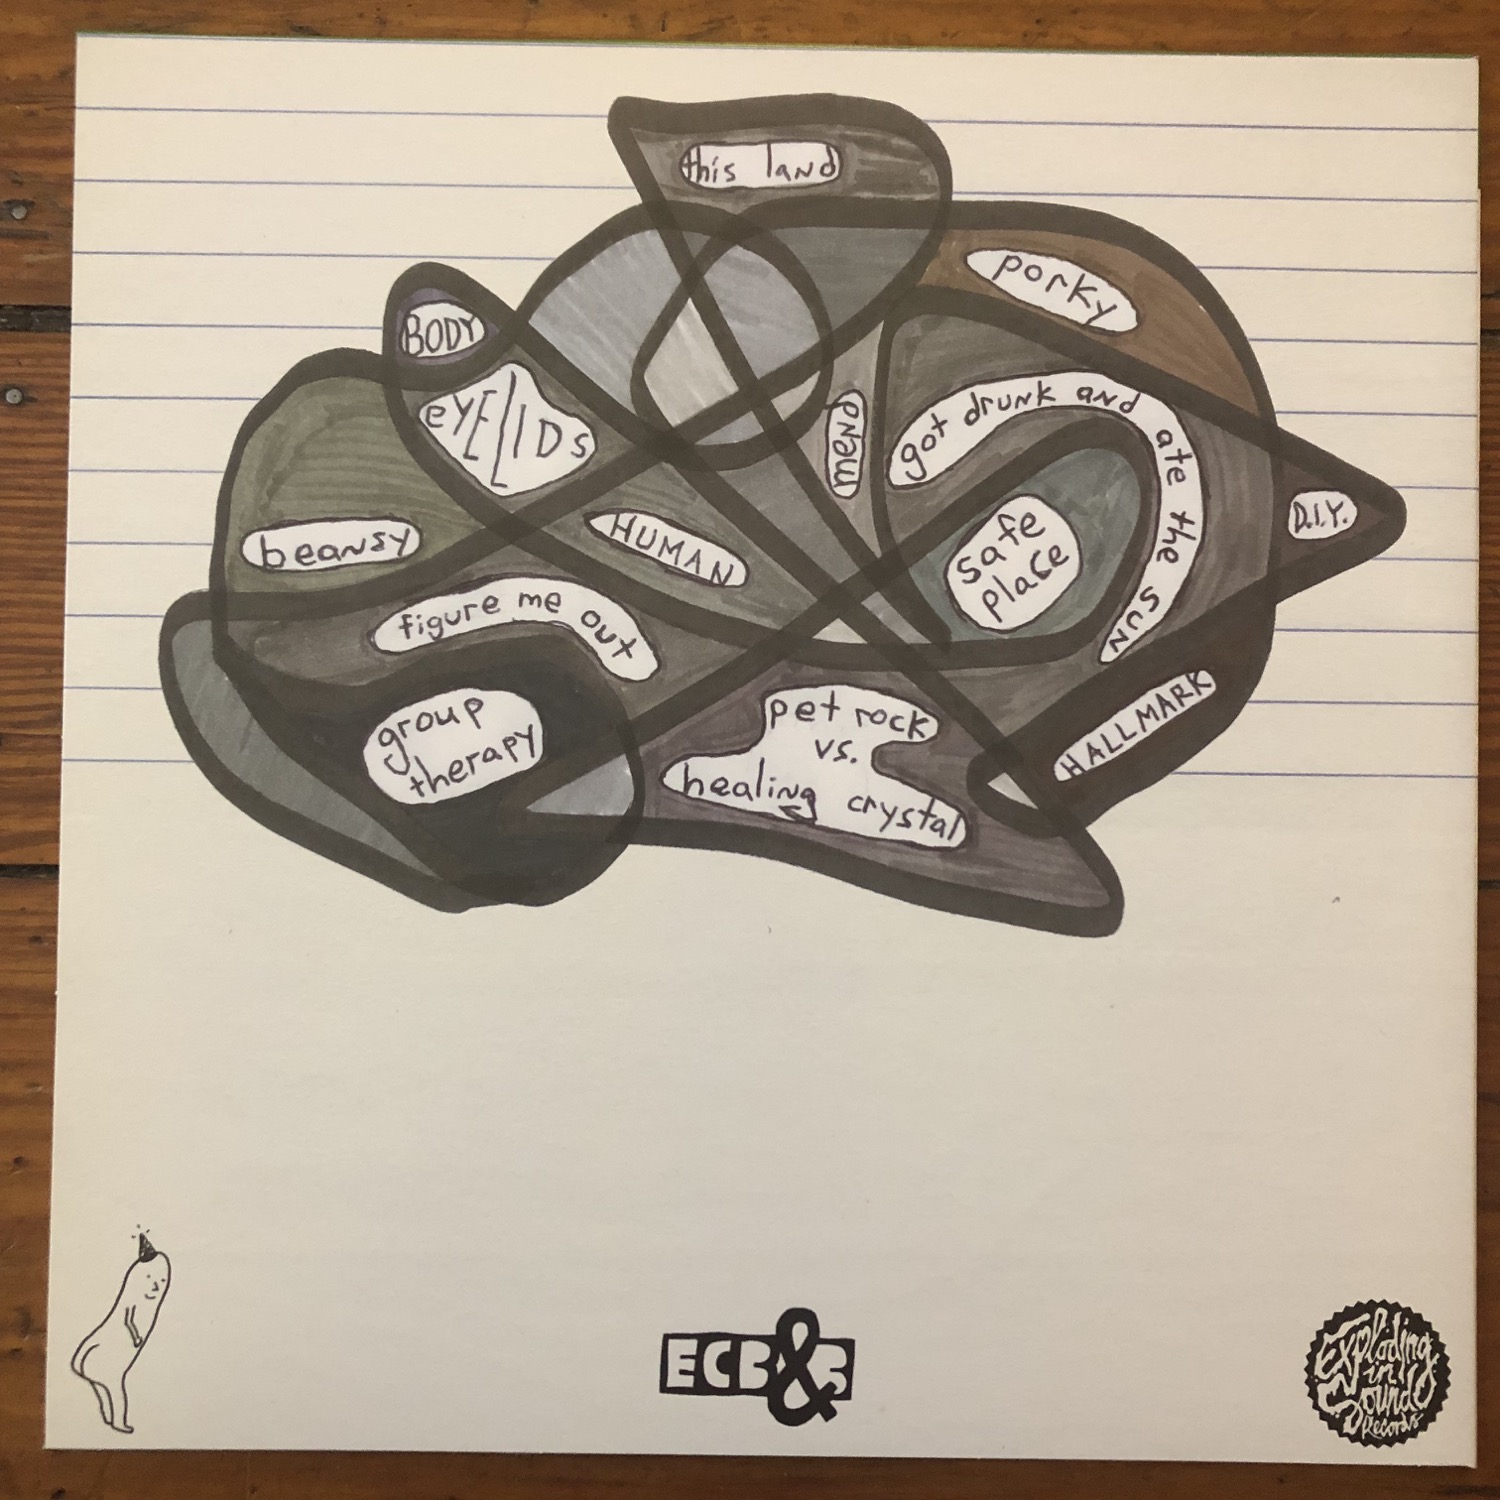 this land
porky
BODY
eYELIDS
mend
got drunk and ate the sun
D.I.Y.
beansy
HUMAN
safe
place
figure me out
group
therapy
pet rock
vs.
healing crystal
HALLMARK
ECB&S
Exploding
in
Sound
Records